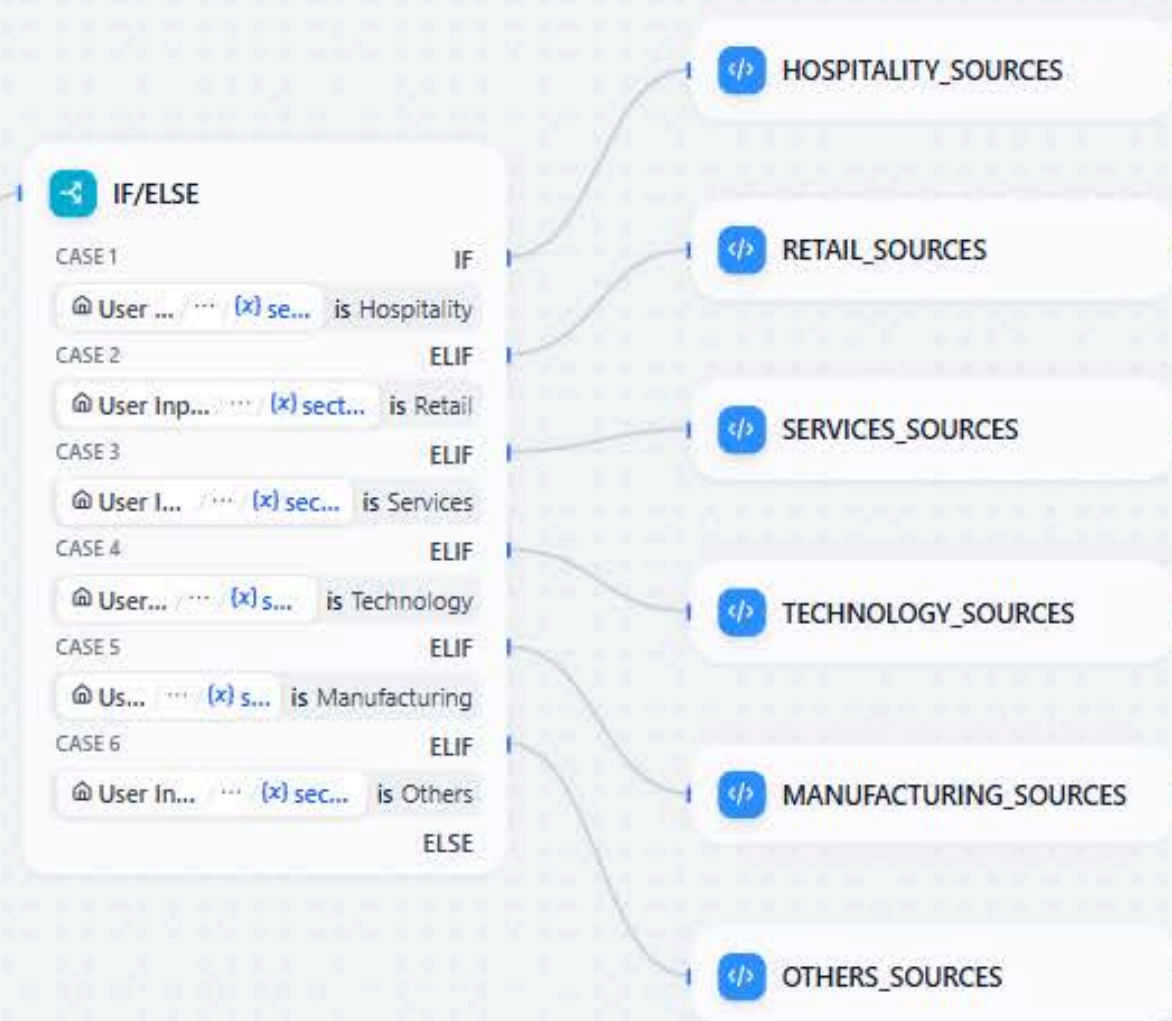 IF/ELSE
CASE 1 IF
User ... / ... / {x} se... is Hospitality
CASE 2 ELIF
User Inp... / ... / {x} sect... is Retail
CASE 3 ELIF
User I... / ... / {x} sec... is Services
CASE 4 ELIF
User... / ... / {x} s... is Technology
CASE 5 ELIF
Us... / ... / {x} s... is Manufacturing
CASE 6 ELIF
User In... / ... / {x} sec... is Others
ELSE
</> HOSPITALITY_SOURCES
</> RETAIL_SOURCES
</> SERVICES_SOURCES
</> TECHNOLOGY_SOURCES
</> MANUFACTURING_SOURCES
</> OTHERS_SOURCES